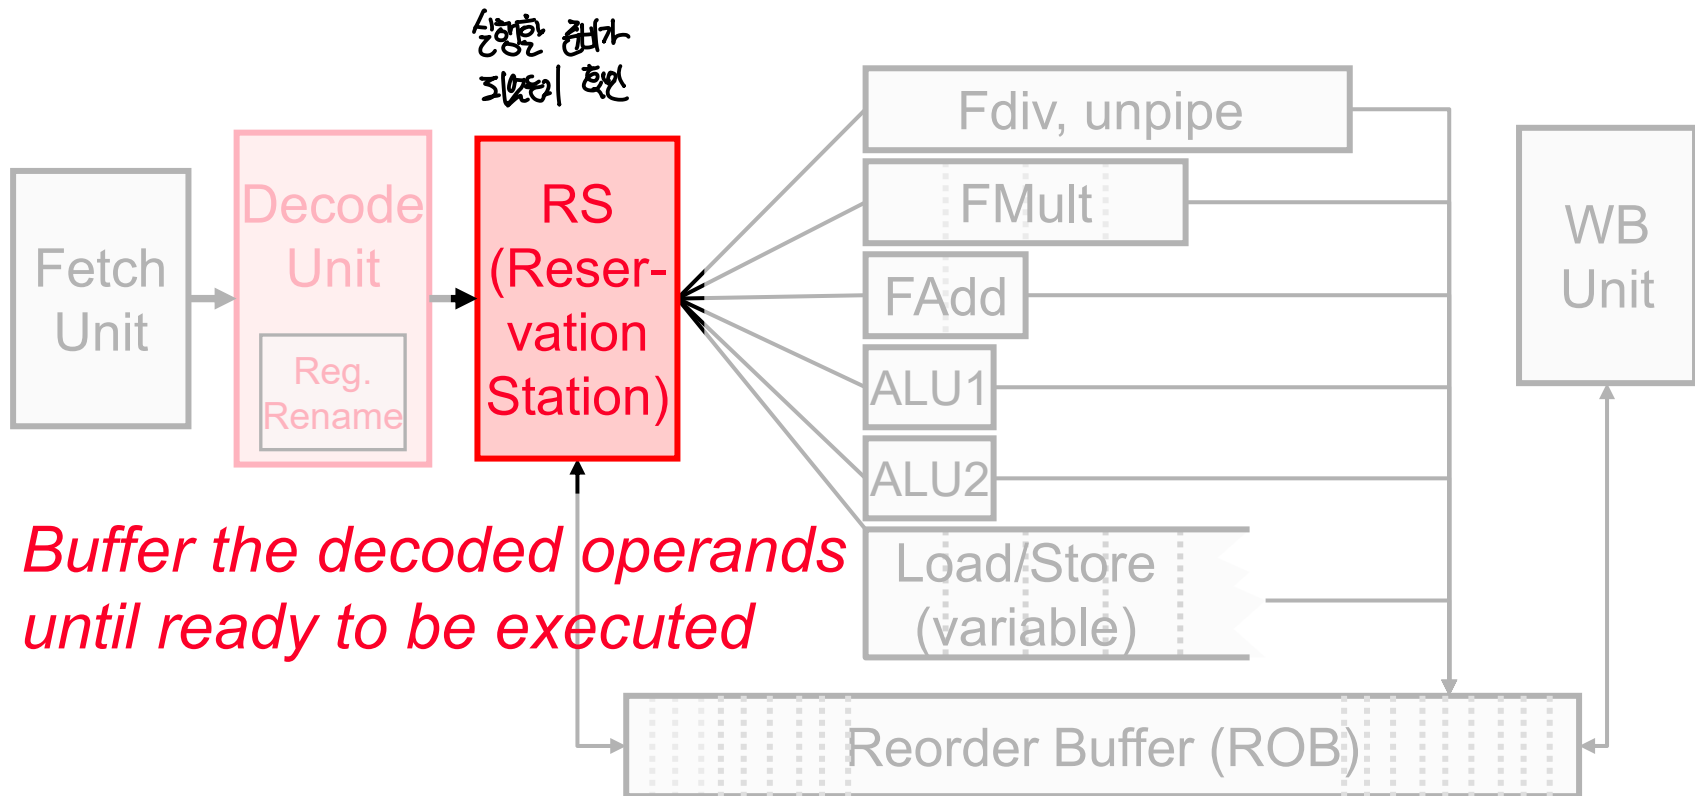 실행할 준비가
되었는지 확인
Fetch
Unit
Decode
Unit
Reg.
Rename
RS
(Reser-
vation
Station)
Fdiv, unpipe
FMult
FAdd
ALU1
ALU2
Load/Store
(variable)
WB
Unit
Buffer the decoded operands
until ready to be executed
Reorder Buffer (ROB)